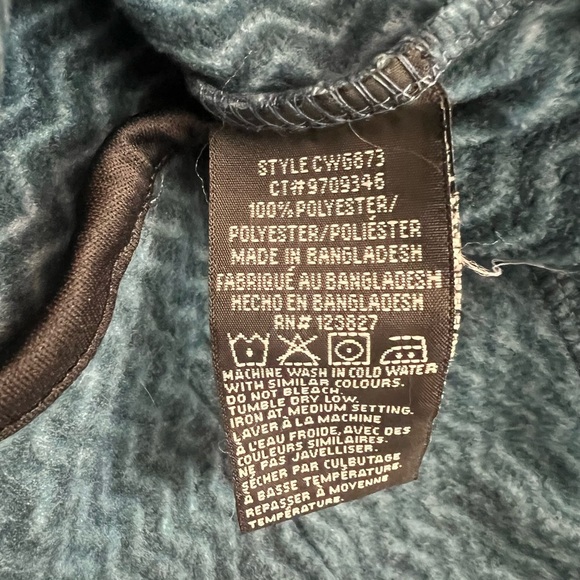 STYLE CW6873
CT#9709346
100% POLYESTER/
POLYESTER/POLIÉSTER
MADE IN BANGLADESH
FABRIQUÉ AU BANGLADESH
HECHO EN BANGLADESH
RN# 123827
MACHINE WASH IN COLD WATER
WITH SIMILAR COLOURS.
DO NOT BLEACH.
TUMBLE DRY LOW.
IRON AT MEDIUM SETTING.
LAVER À LA MACHINE
À L'EAU FROIDE, AVEC DES
COULEURS SIMILAIRES.
NE PAS JAVELLISER.
SÉCHER PAR CULBUTAGE
À BASSE TEMPÉRATURE.
REPASSER À MOYENNE
TEMPÉRATURE.